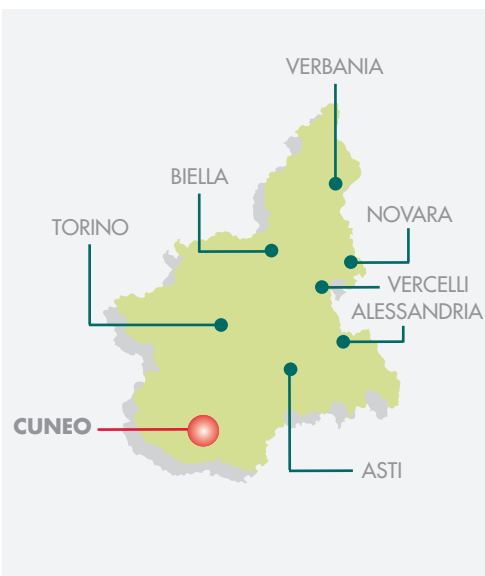 VERBANIA
BIELLA
NOVARA
TORINO
VERCELLI
ALESSANDRIA
CUNEO
ASTI